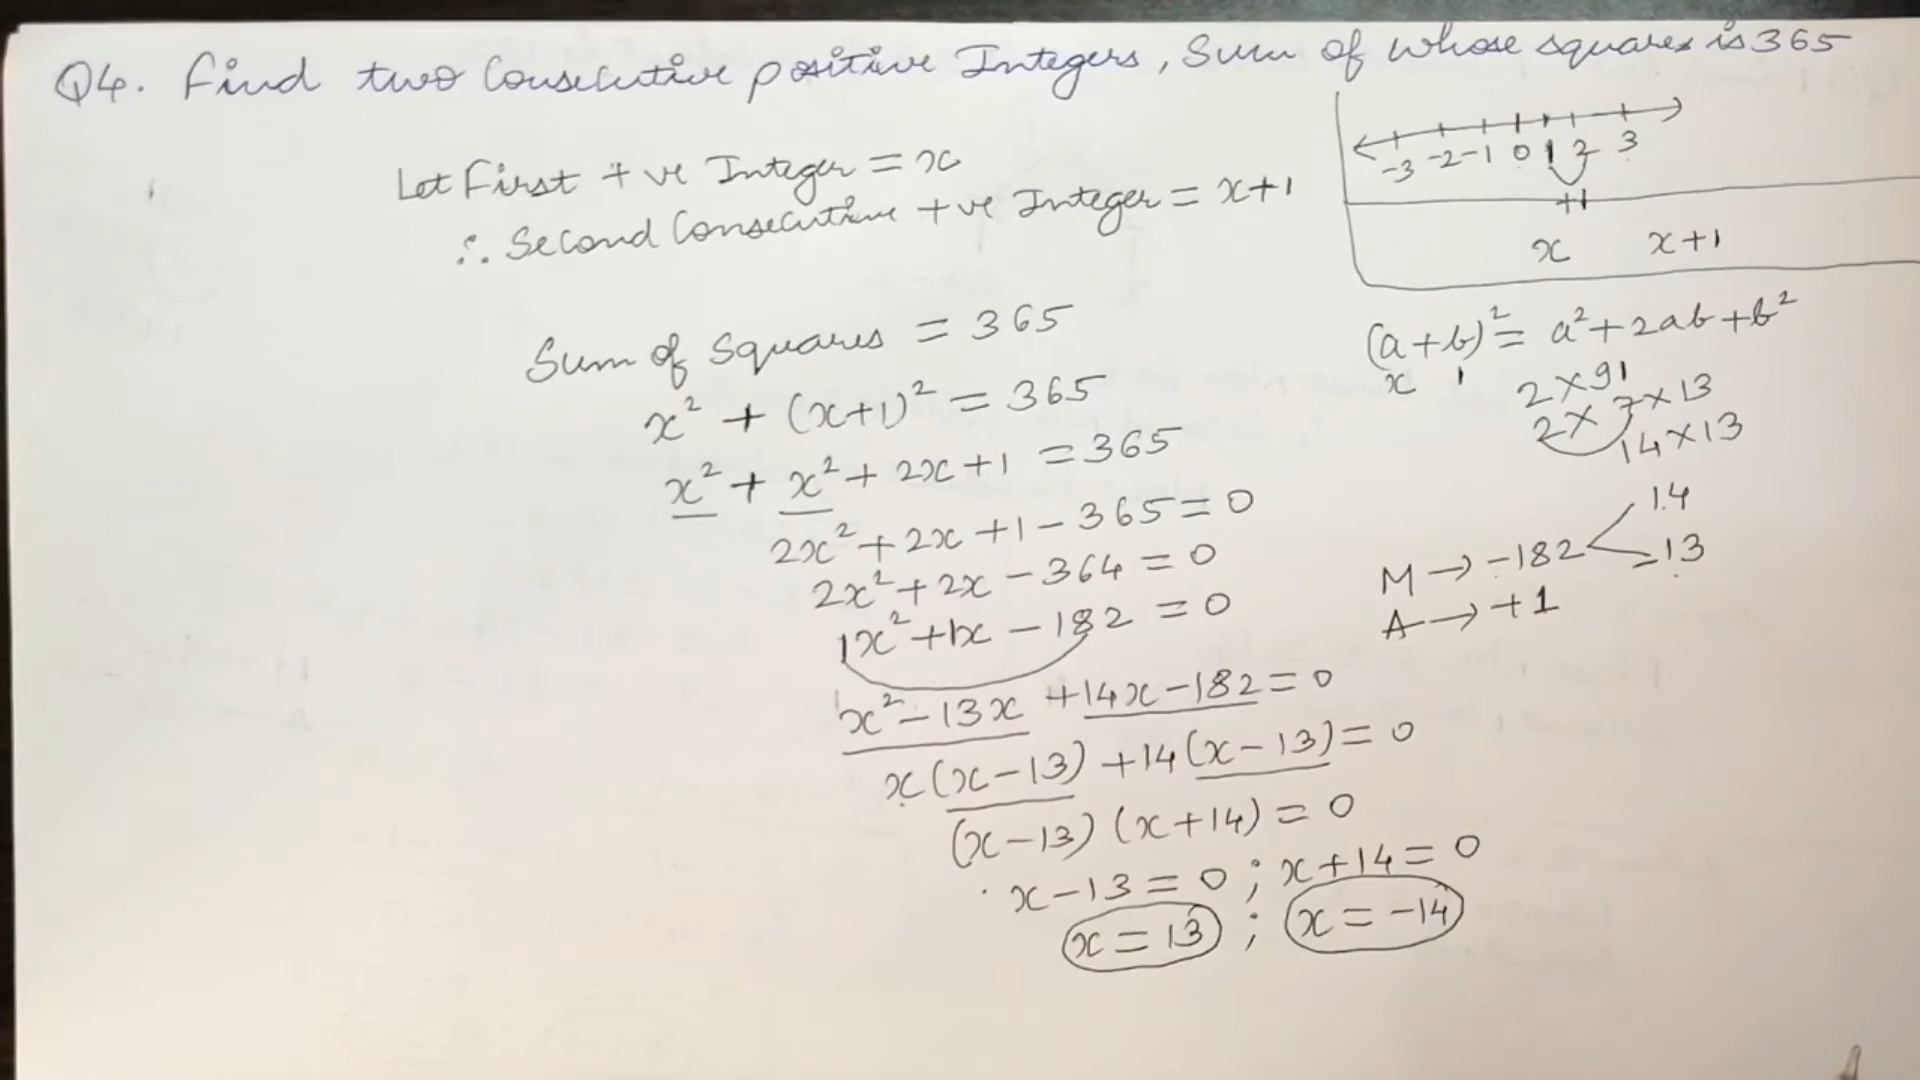 Q4. Find two Consecutive positive Integers, Sum of whose squares is 365
Let First +ve Integer = x
∴ Second Consecutive +ve Integer = x+1
Sum of Squares = 365
x² + (x+1)² = 365
x² + x² + 2x + 1 = 365
2x² + 2x + 1 - 365 = 0
2x² + 2x - 364 = 0
1x² + 1x - 182 = 0
x² - 13x + 14x - 182 = 0
x(x-13) + 14(x-13) = 0
(x-13) (x+14) = 0
x - 13 = 0 ; x + 14 = 0
x = 13 ; x = -14
-3 -2 -1 0 1 2 3
+1
x x+1
(a+b)² = a² + 2ab + b²
x 1
2×91
2×7×13
14×13
14
M → -182
-13
A → +1